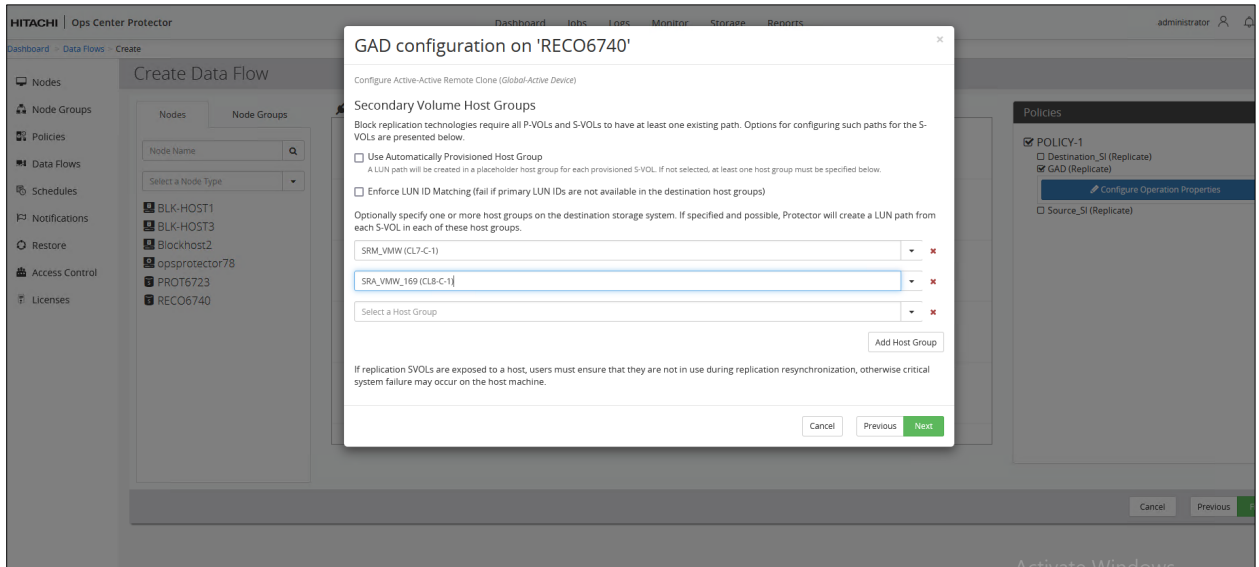 HITACHI Ops Center Protector
Dashboard Jobs Logs Monitor Storage Reports
administrator
Dashboard > Data Flows > Create
Create Data Flow
Nodes
Node Groups
Policies
Data Flows
Schedules
Notifications
Restore
Access Control
Licenses
Nodes Node Groups
Node Name
Select a Node Type
BLK-HOST1
BLK-HOST3
Blockhost2
opsprotector78
PROT6723
RECO6740
GAD configuration on 'RECO6740'
Configure Active-Active Remote Clone (Global-Active Device)
Secondary Volume Host Groups
Block replication technologies require all P-VOLs and S-VOLs to have at least one existing path. Options for configuring such paths for the S-
VOLs are presented below.
Use Automatically Provisioned Host Group
A LUN path will be created in a placeholder host group for each provisioned S-VOL. If not selected, at least one host group must be specified below.
Enforce LUN ID Matching (fail if primary LUN IDs are not available in the destination host groups)
Optionally specify one or more host groups on the destination storage system. If specified and possible, Protector will create a LUN path from
each S-VOL in each of these host groups.
SRM_VMW (CL7-C-1)
SRA_VMW_169 (CL8-C-1)
Select a Host Group
Add Host Group
If replication SVOLs are exposed to a host, users must ensure that they are not in use during replication resynchronization, otherwise critical
system failure may occur on the host machine.
Cancel Previous Next
Policies
POLICY-1
Destination_SI (Replicate)
GAD (Replicate)
Configure Operation Properties
Source_SI (Replicate)
Cancel Previous
Activate Windows